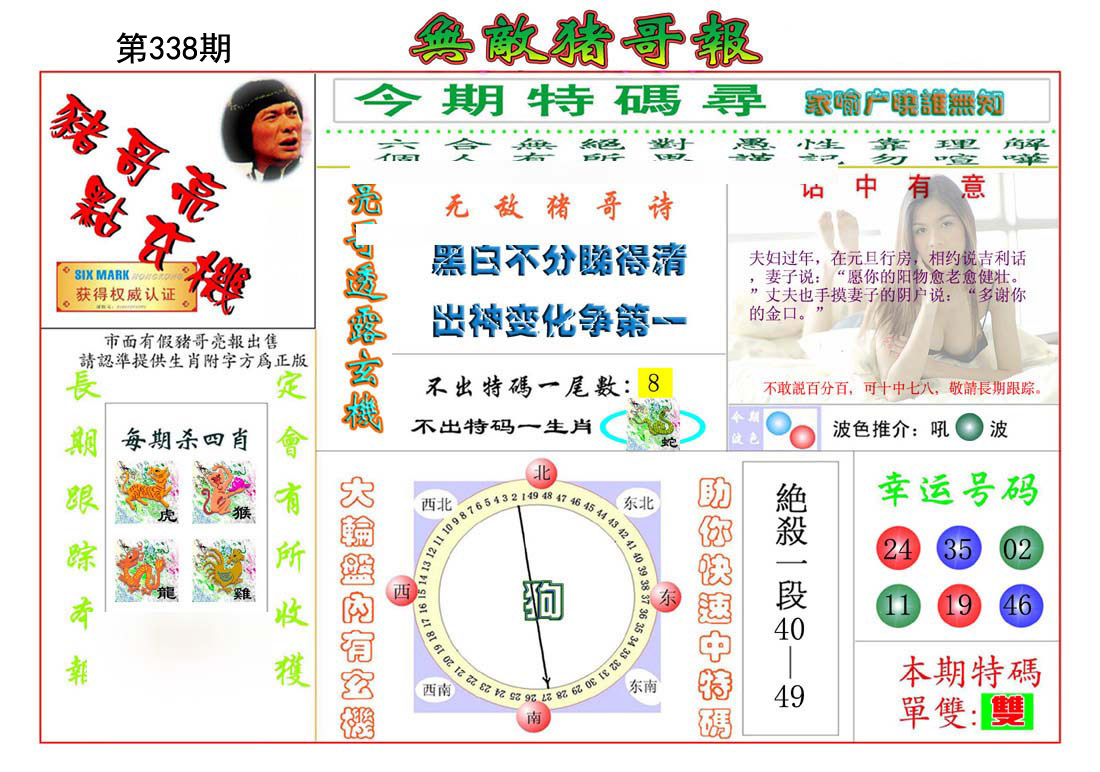 第338期
無敵猪哥報
豬哥亮
點玄機
SIX MARK HONGKONG
获得权威认证
今期特碼尋
家喻户曉誰無知
六合無絕對 愚性靠理解
個人有所思 謹記勿喧嘩
市面有假豬哥亮報出售
請認準提供生肖附字方爲正版
長期跟踪本報
定會有所收獲
每期杀四肖
虎
猴
龍
雞
透露玄機
无敌猪哥诗
黑白不分睇得清
出神变化争第一
不出特碼一尾數：8
不出特码一生肖
蛇
话中有意
夫妇过年，在元旦行房，相约说吉利话
，妻子说：“愿你的阳物愈老愈健壮。
”丈夫也手摸妻子的阴户说：“多谢你
的金口。”
不敢説百分百，可十中七八，敬請長期跟踪。
今期
波色
波色推介：吼 波
大輪盤內有玄機
北
东北
东
东南
南
西南
西
西北
1 2 3 4 5 6 7 8 9 10 11 12 13 14 15 16 17 18 19 20 21 22 23 24 25 26 27 28 29 30 31 32 33 34 35 36 37 38 39 40 41 42 43 44 45 46 47 48 49
狗
助你快速中特碼
絶殺一段
40
—
49
幸运号码
24 35 02
11 19 46
本期特碼
單雙:雙